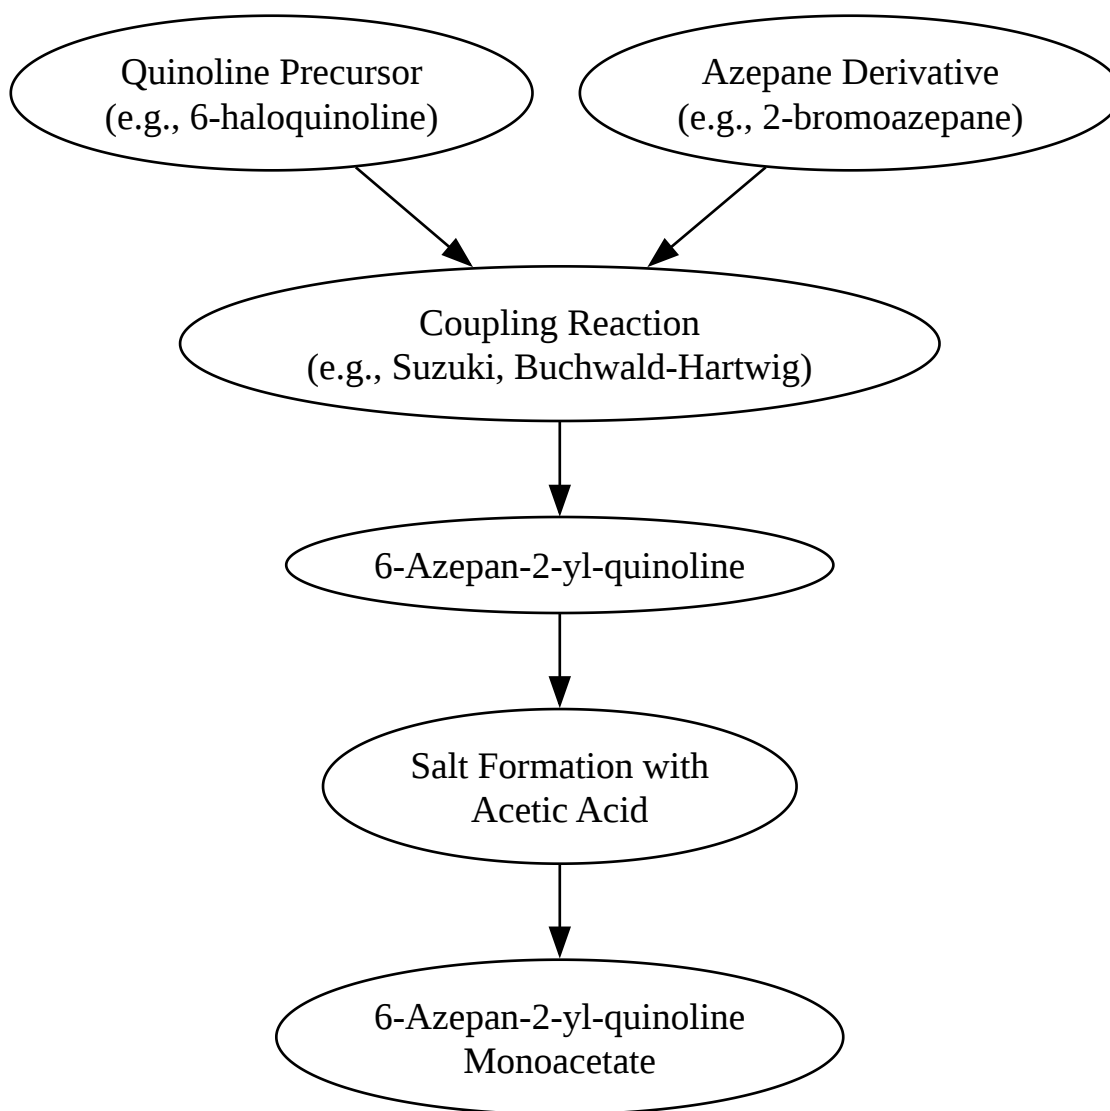 Quinoline Precursor
(e.g., 6-haloquinoline)
Azepane Derivative
(e.g., 2-bromoazepane)
Coupling Reaction
(e.g., Suzuki, Buchwald-Hartwig)
6-Azepan-2-yl-quinoline
Salt Formation with
Acetic Acid
6-Azepan-2-yl-quinoline
Monoacetate